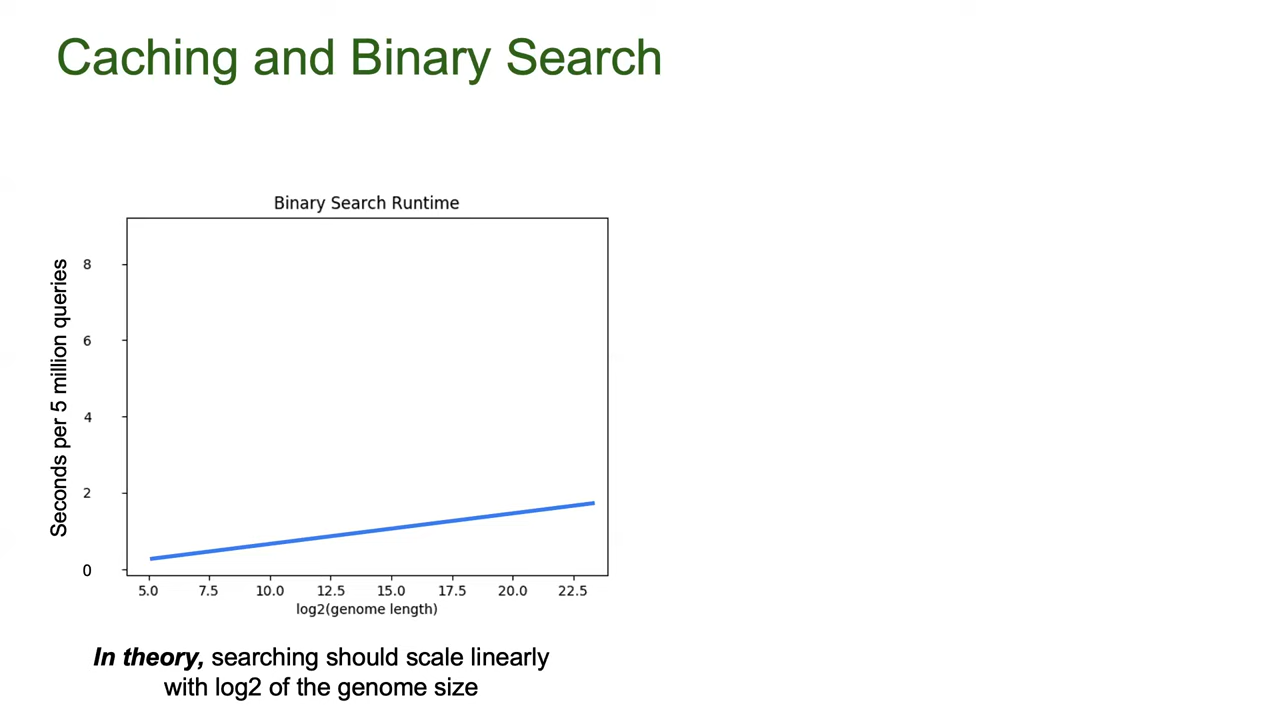 Caching and Binary Search
Binary Search Runtime
Seconds per 5 million queries
8
6
4
2
0
5.0 7.5 10.0 12.5 15.0 17.5 20.0 22.5
log2(genome length)
In theory, searching should scale linearly
with log2 of the genome size